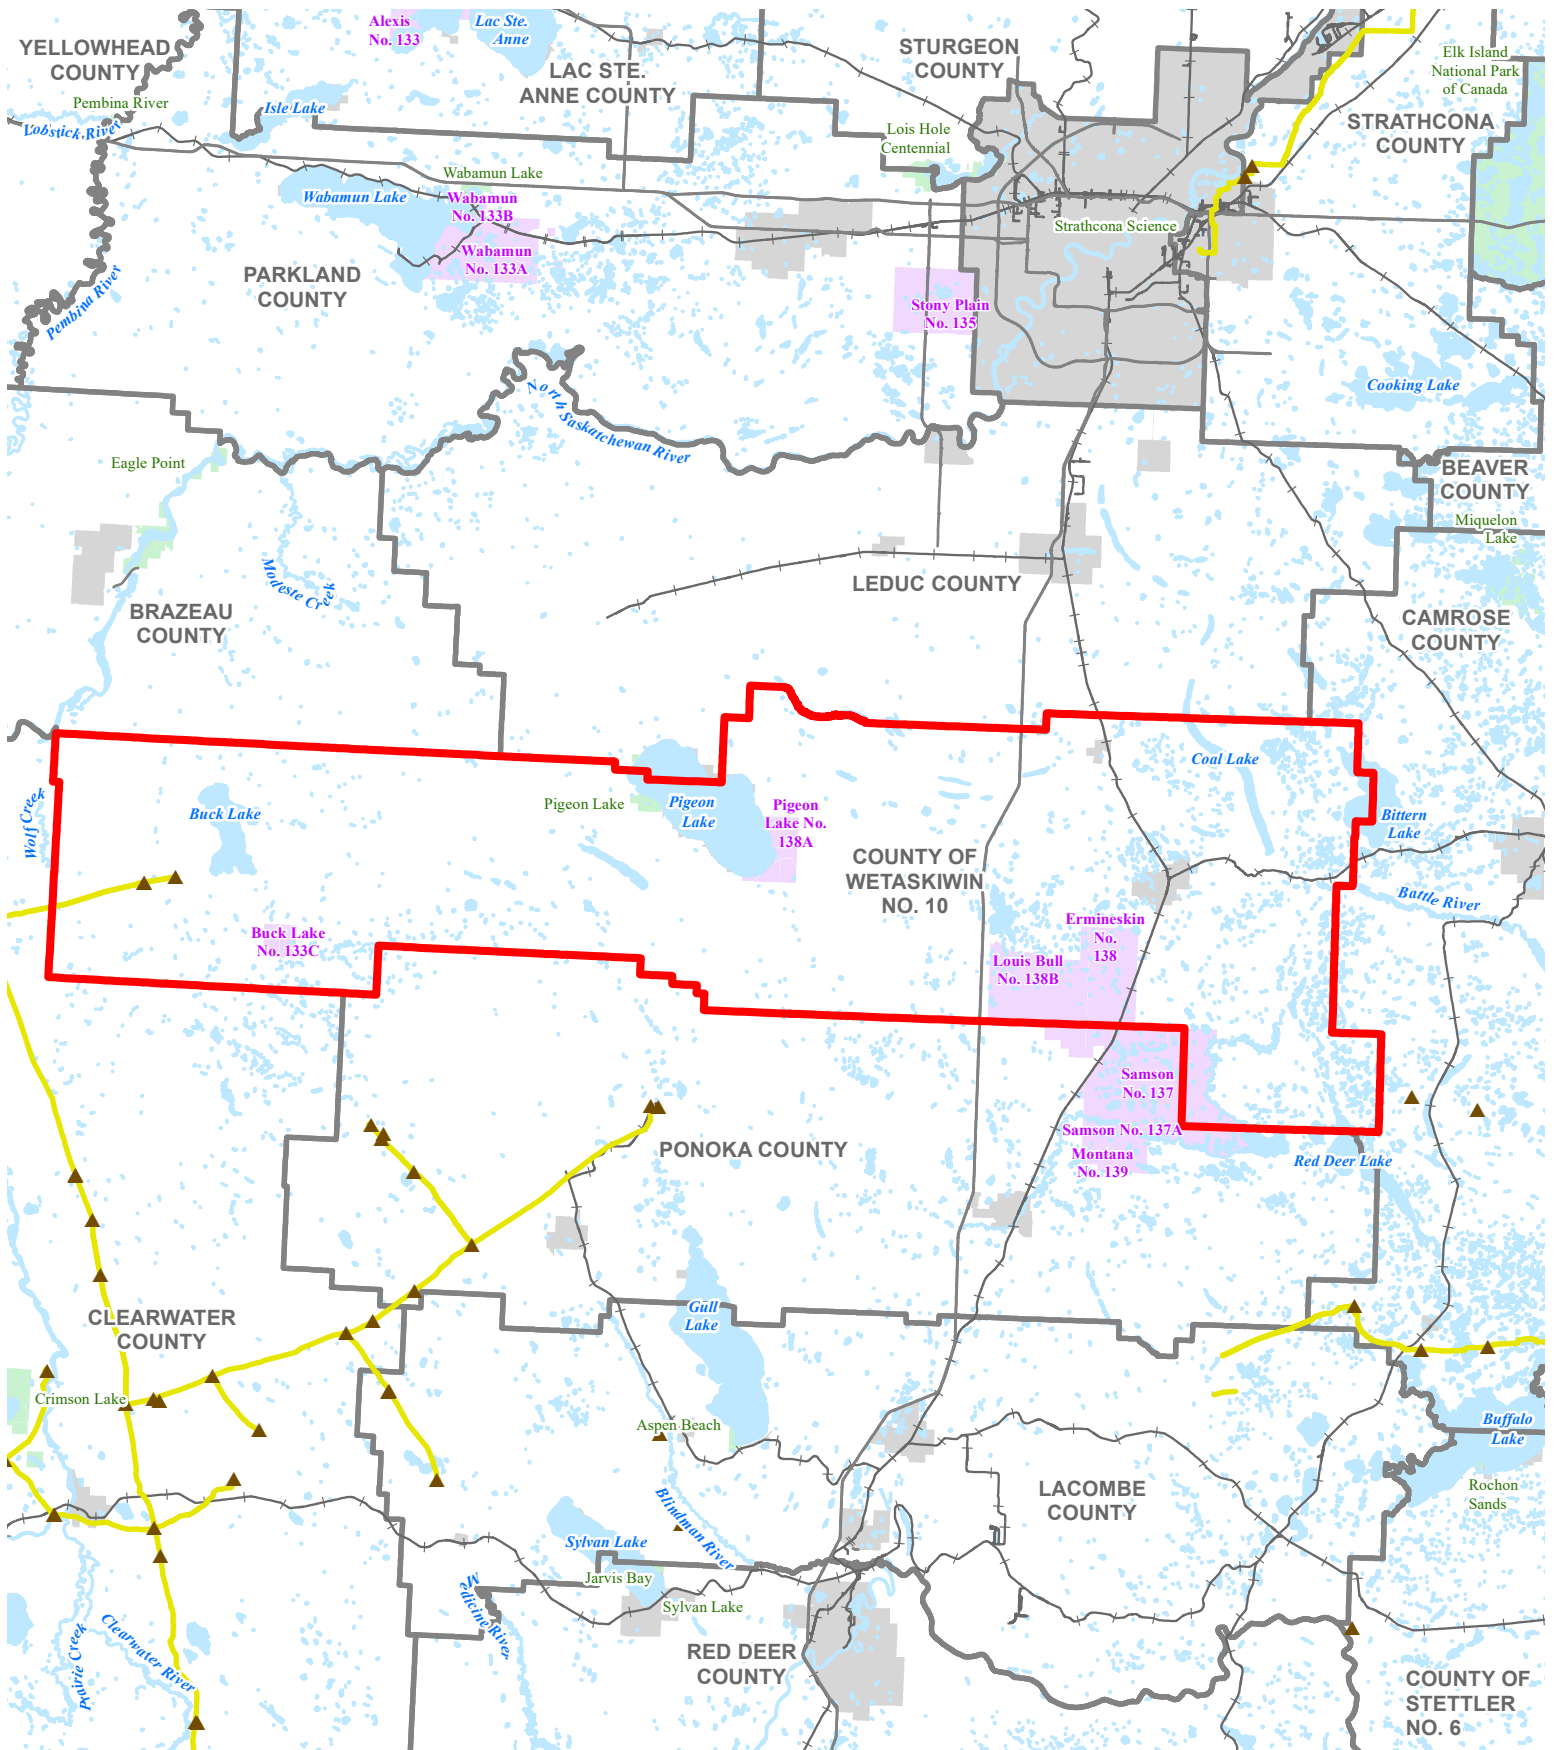 Alexis
No. 133
Lac Ste.
Anne
YELLOWHEAD
COUNTY
STURGEON
COUNTY
Elk Island
National Park
of Canada
LAC STE.
ANNE COUNTY
Pembina River
Isle Lake
Lobstick River
Lois Hole
Centennial
STRATHCONA
COUNTY
Wabamun Lake
Wabamun Lake
Wabamun
No. 133B
Strathcona Science
Wabamun
No. 133A
PARKLAND
COUNTY
Pembina River
Stony Plain
No. 135
Cooking Lake
North Saskatchewan River
Eagle Point
BEAVER
COUNTY
Miquelon
Lake
Modeste Creek
LEDUC COUNTY
BRAZEAU
COUNTY
CAMROSE
COUNTY
Coal Lake
Wolf Creek
Buck Lake
Pigeon Lake
Pigeon
Lake
Pigeon
Lake No.
138A
Bittern
Lake
COUNTY OF
WETASKIWIN
NO. 10
Battle River
Buck Lake
No. 133C
Ermineskin
No.
138
Louis Bull
No. 138B
Samson
No. 137
Samson No. 137A
PONOKA COUNTY
Montana
No. 139
Red Deer Lake
CLEARWATER
COUNTY
Gull
Lake
Crimson Lake
Aspen Beach
Buffalo
Lake
LACOMBE
COUNTY
Rochon
Sands
Blindman River
Sylvan Lake
Jarvis Bay
Medicine River
Sylvan Lake
Prairie Creek
Clearwater River
RED DEER
COUNTY
COUNTY OF
STETTLER
NO. 6